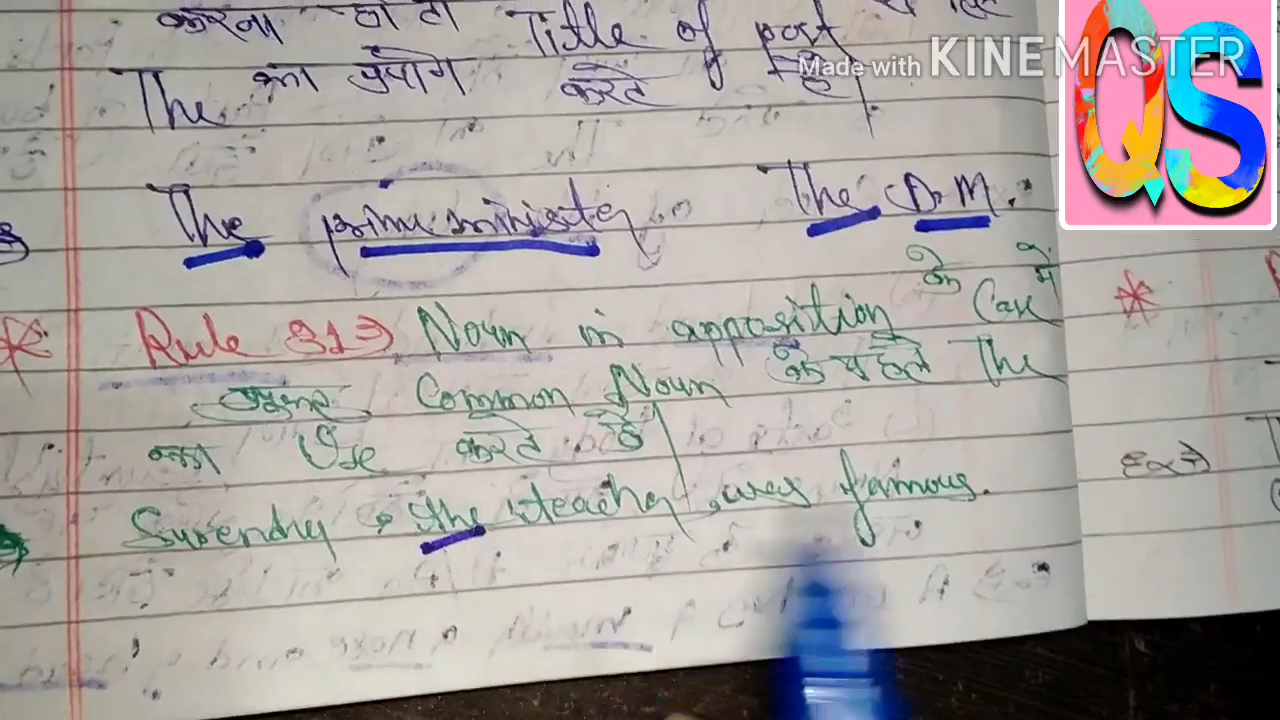 करना हो तो Title of post
The का प्रयोग करते हैं।
Made with KINEMASTER
QS
The prime minister The D.M.
Rule 31→ Noun in apposition के Case में
Common Noun के पहले The
का Use करते हैं।
Ex→
Surendra, the teacher, was famous.